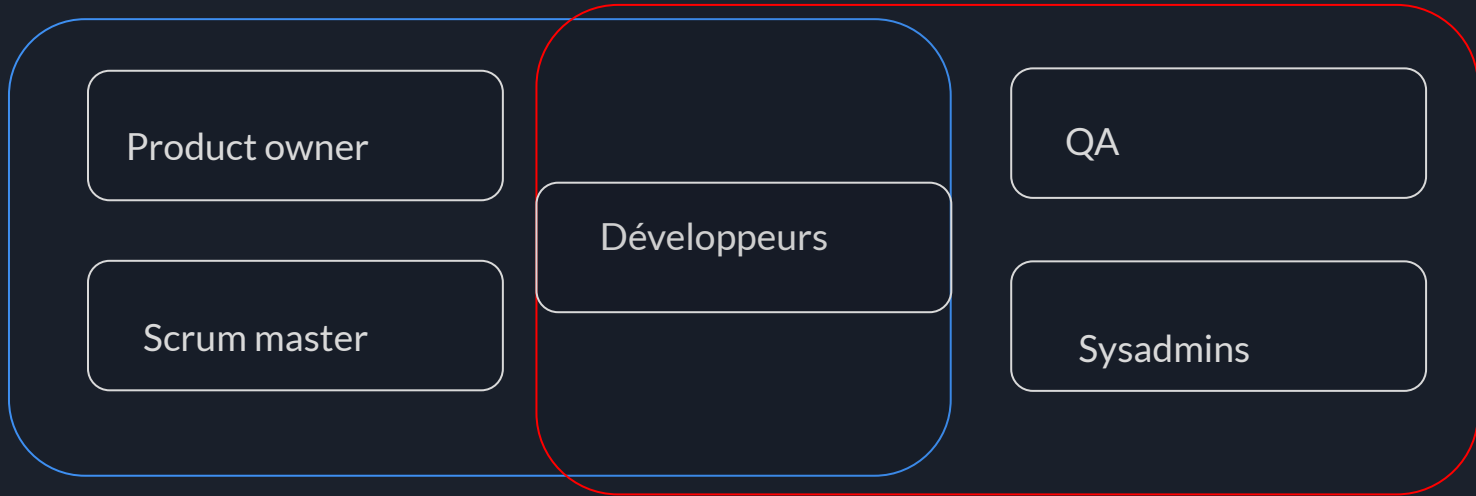 Product owner
Scrum master
Développeurs
QA
Sysadmins